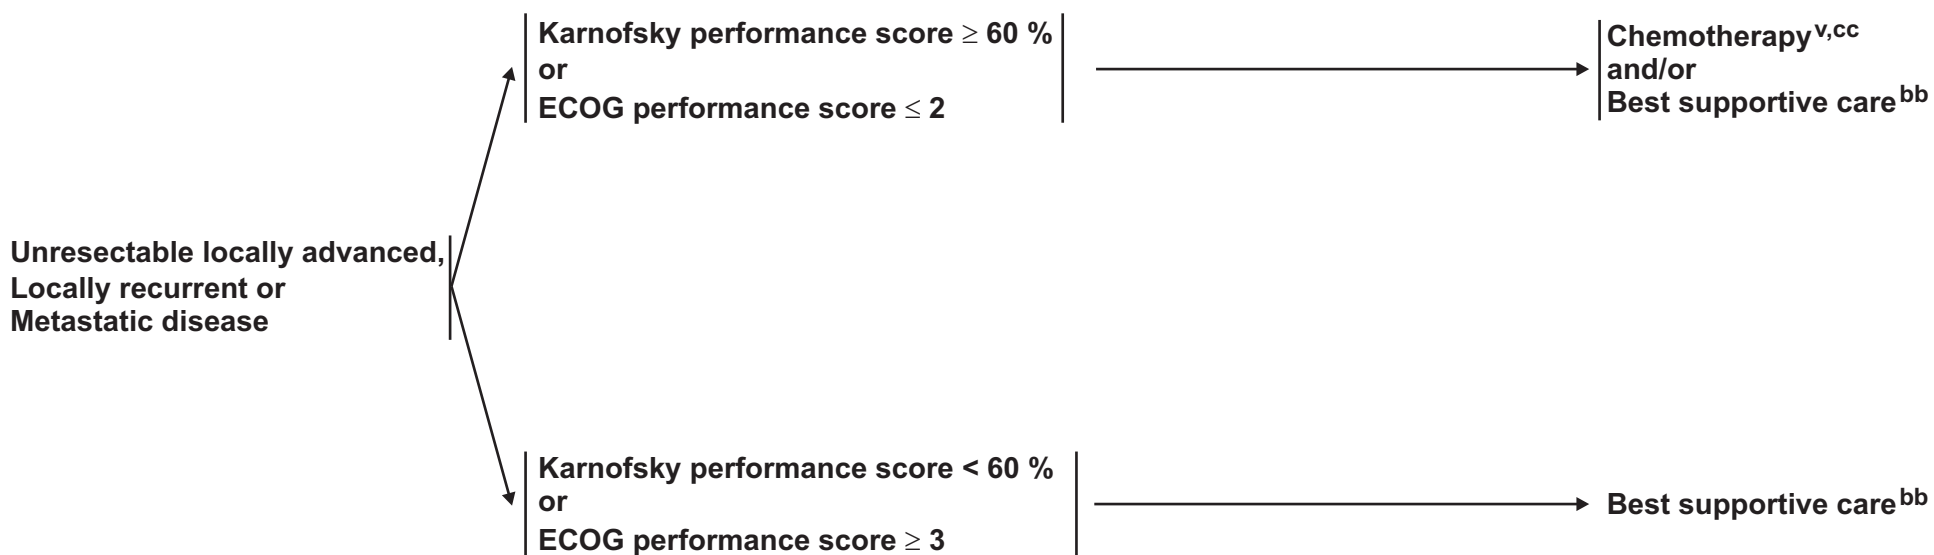 Karnofsky performance score ≥ 60 %
or
ECOG performance score ≤ 2
Chemotherapy v,cc
and/or
Best supportive care bb
Unresectable locally advanced,
Locally recurrent or
Metastatic disease
Karnofsky performance score < 60 %
or
ECOG performance score ≥ 3
Best supportive care bb